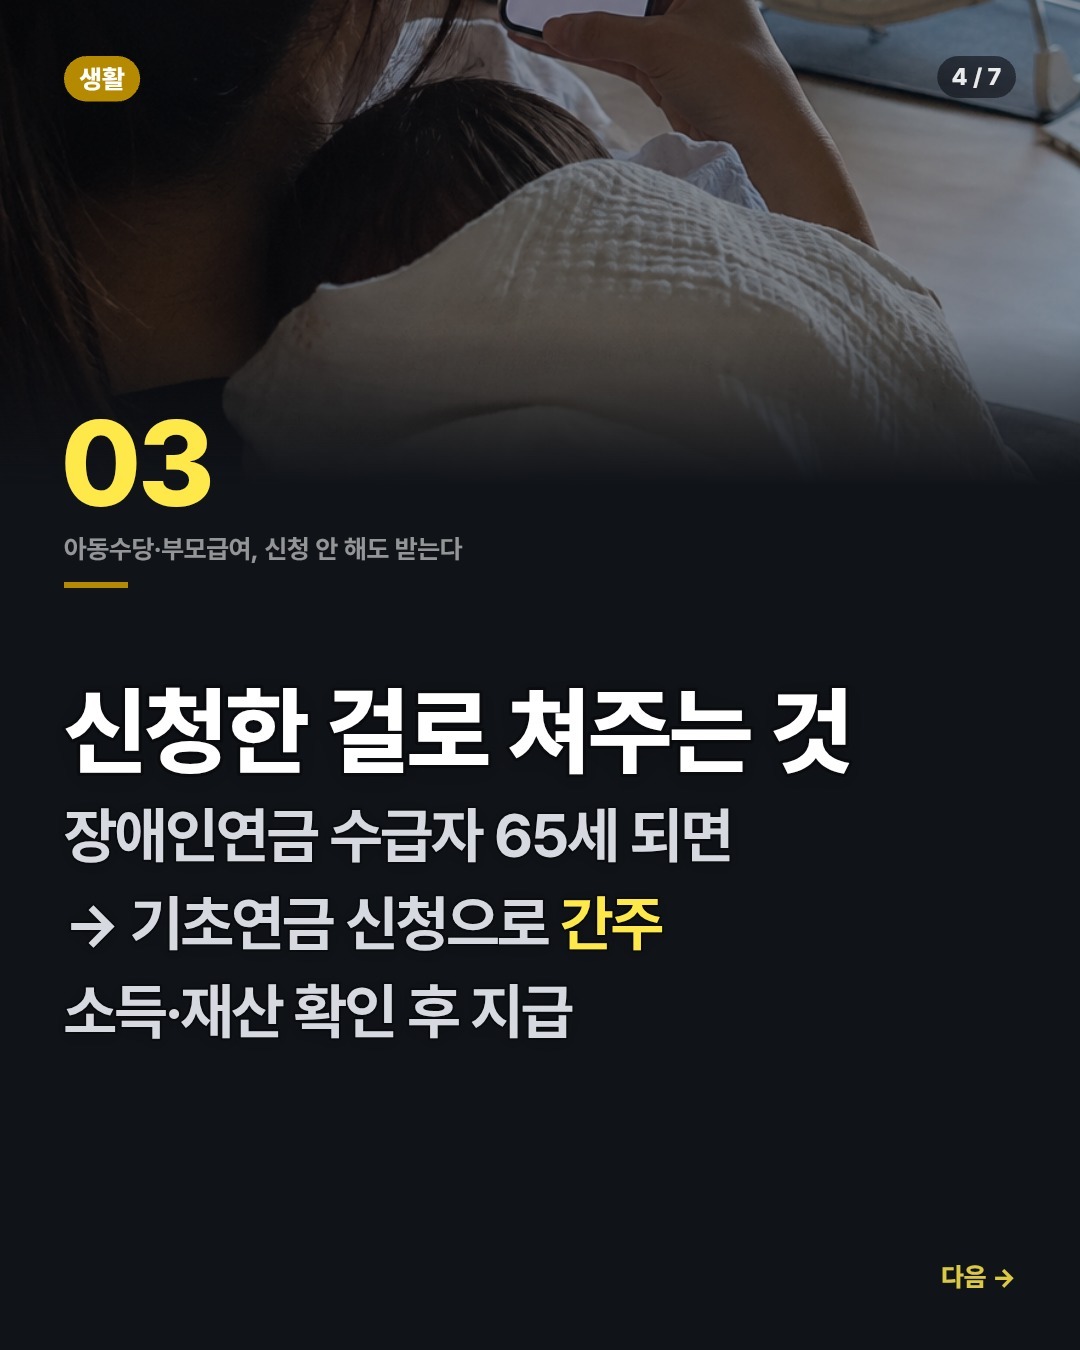 생활
4 / 7
03
아동수당·부모급여, 신청 안 해도 받는다
신청한 걸로 쳐주는 것
장애인연금 수급자 65세 되면
→ 기초연금 신청으로 간주
소득·재산 확인 후 지급
다음 →